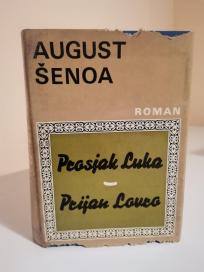 AUGUST
ŠENOA
ROMAN
Prosjak Luka
–
Prijan Lovro